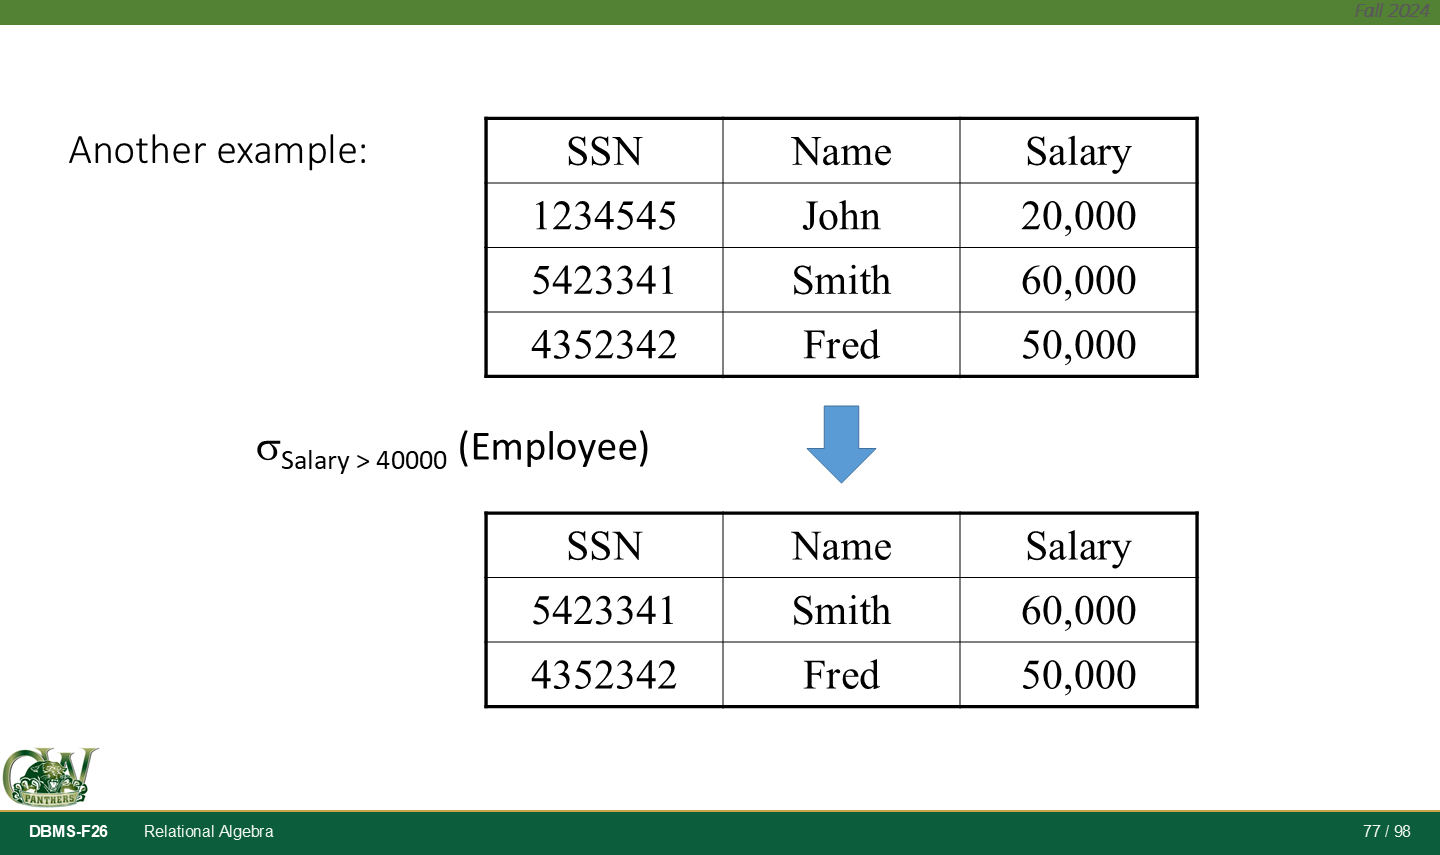 Fall 2024
Another example:
SSN Name Salary
1234545 John 20,000
5423341 Smith 60,000
4352342 Fred 50,000
σSalary > 40000 (Employee)
SSN Name Salary
5423341 Smith 60,000
4352342 Fred 50,000
OW
PANTHERS
DBMS-F26 Relational Algebra 77 / 98